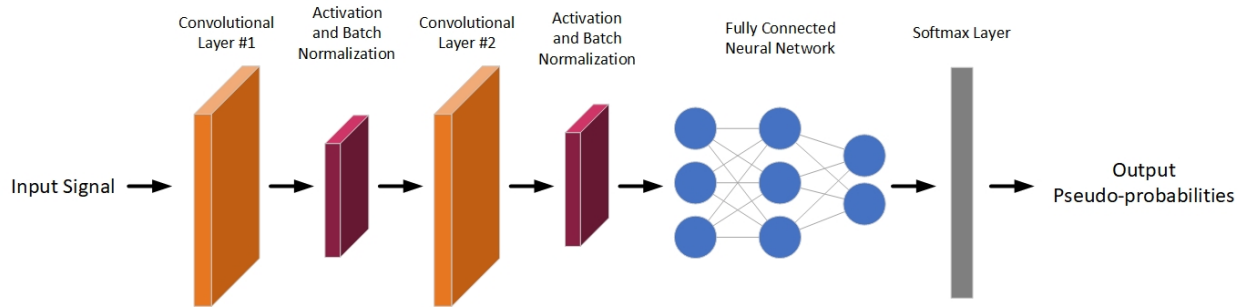 Convolutional
Layer #1
Activation
and Batch
Normalization
Convolutional
Layer #2
Activation
and Batch
Normalization
Fully Connected
Neural Network
Softmax Layer
Input Signal
Output
Pseudo-probabilities